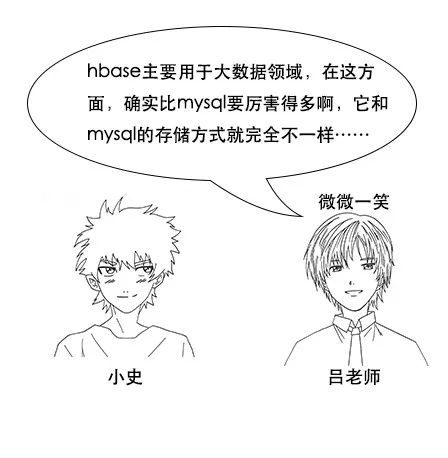 hbase主要用于大数据领域，在这方
面，确实比mysql要厉害得多啊，它和
mysql的存储方式就完全不一样……
微微一笑
小史
吕老师